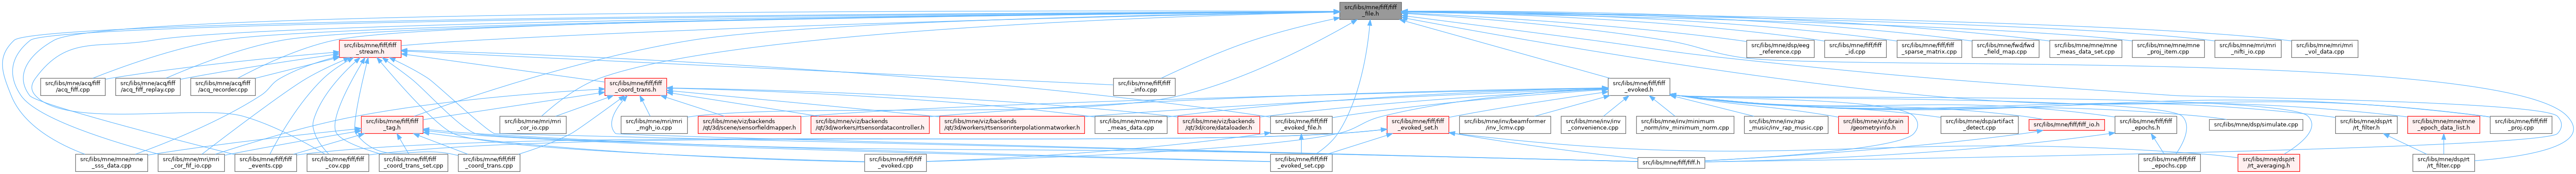 src/libs/mne/fiff/fiff
_file.h
src/libs/mne/fiff/fiff
_stream.h
src/libs/mne/dsp/eeg
_reference.cpp
src/libs/mne/fiff/fiff
_id.cpp
src/libs/mne/fiff/fiff
_sparse_matrix.cpp
src/libs/mne/fwd/fwd
_field_map.cpp
src/libs/mne/mne/mne
_meas_data_set.cpp
src/libs/mne/mne/mne
_proj_item.cpp
src/libs/mne/mri/mri
_nifti_io.cpp
src/libs/mne/mri/mri
_vol_data.cpp
src/libs/mne/acq/fiff
/acq_fiff.cpp
src/libs/mne/acq/fiff
/acq_fiff_replay.cpp
src/libs/mne/acq/fiff
/acq_recorder.cpp
src/libs/mne/fiff/fiff
_coord_trans.h
src/libs/mne/fiff/fiff
_info.cpp
src/libs/mne/fiff/fiff
_evoked.h
src/libs/mne/fiff/fiff
_tag.h
src/libs/mne/mri/mri
_cor_io.cpp
src/libs/mne/mri/mri
_mgh_io.cpp
src/libs/mne/viz/backends
/qt/3d/scene/sensorfieldmapper.h
src/libs/mne/viz/backends
/qt/3d/workers/rtsensordatacontroller.h
src/libs/mne/viz/backends
/qt/3d/workers/rtsensorinterpolationmatworker.h
src/libs/mne/mne/mne
_meas_data.cpp
src/libs/mne/viz/backends
/qt/3d/core/dataloader.h
src/libs/mne/fiff/fiff
_evoked_file.h
src/libs/mne/fiff/fiff
_evoked_set.h
src/libs/mne/inv/beamformer
/inv_lcmv.cpp
src/libs/mne/inv/inv
_convenience.cpp
src/libs/mne/inv/minimum
_norm/inv_minimum_norm.cpp
src/libs/mne/inv/rap
_music/inv_rap_music.cpp
src/libs/mne/viz/brain
/geometryinfo.h
src/libs/mne/dsp/artifact
_detect.cpp
src/libs/mne/fiff/fiff_io.h
src/libs/mne/fiff/fiff
_epochs.h
src/libs/mne/dsp/simulate.cpp
src/libs/mne/dsp/rt
_rt_filter.h
src/libs/mne/mne/mne
_epoch_data_list.h
src/libs/mne/fiff/fiff
_proj.cpp
src/libs/mne/mne/mne
_sss_data.cpp
src/libs/mne/mri/mri
_cor_fif_io.cpp
src/libs/mne/fiff/fiff
_events.cpp
src/libs/mne/fiff/fiff
_cov.cpp
src/libs/mne/fiff/fiff
_coord_trans_set.cpp
src/libs/mne/fiff/fiff
_coord_trans.cpp
src/libs/mne/fiff/fiff
_evoked.cpp
src/libs/mne/fiff/fiff
_evoked_set.cpp
src/libs/mne/fiff/fiff.h
src/libs/mne/fiff/fiff
_epochs.cpp
src/libs/mne/dsp/rt
/rt_averaging.h
src/libs/mne/dsp/rt
/rt_filter.cpp